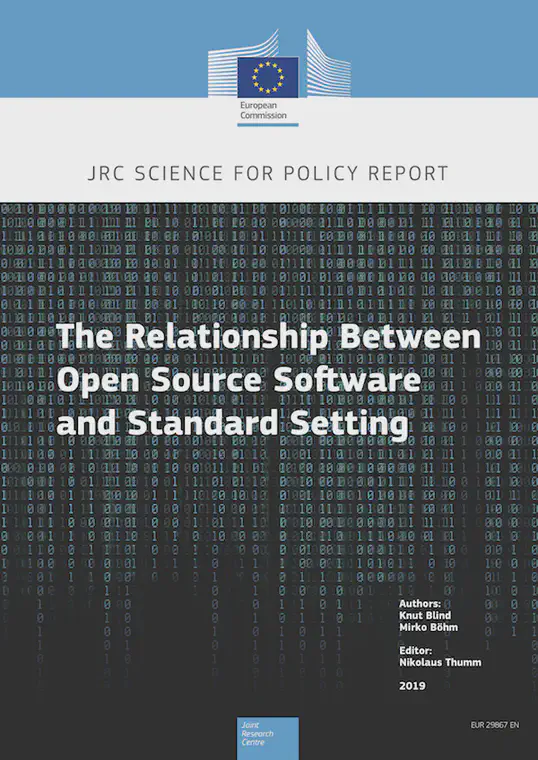 European
Commission
JRC SCIENCE FOR POLICY REPORT
The Relationship Between
Open Source Software
and Standard Setting
Authors:
Knut Blind
Mirko Böhm
Editor:
Nikolaus Thumm
2019
Joint
Research
Centre
EUR 29867 EN